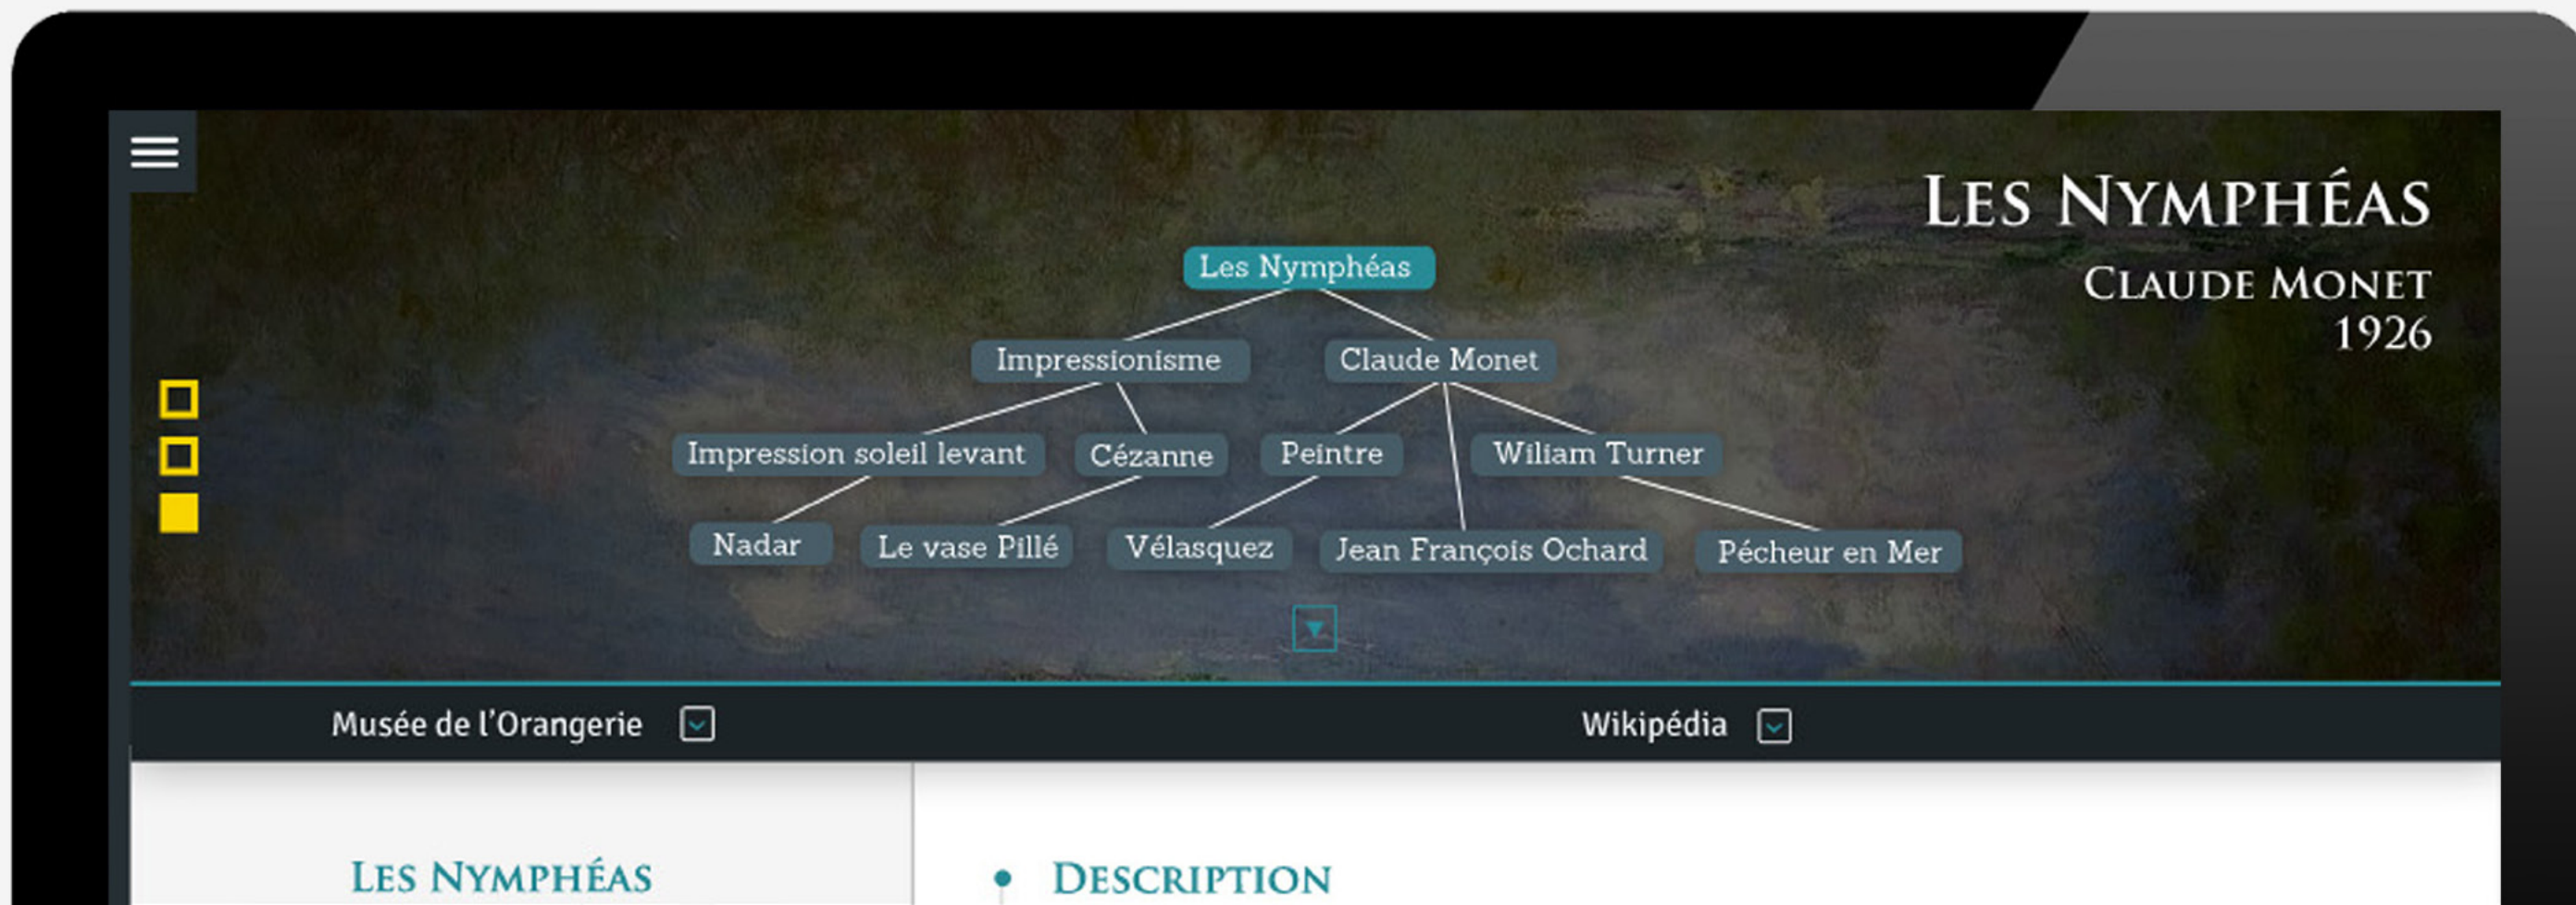 LES NYMPHÉAS
CLAUDE MONET
1926
Les Nymphéas
Impressionisme
Claude Monet
Impression soleil levant
Cézanne
Peintre
Wiliam Turner
Nadar
Le vase Pillé
Vélasquez
Jean François Ochard
Pécheur en Mer
Musée de l'Orangerie
Wikipédia
LES NYMPHÉAS
DESCRIPTION